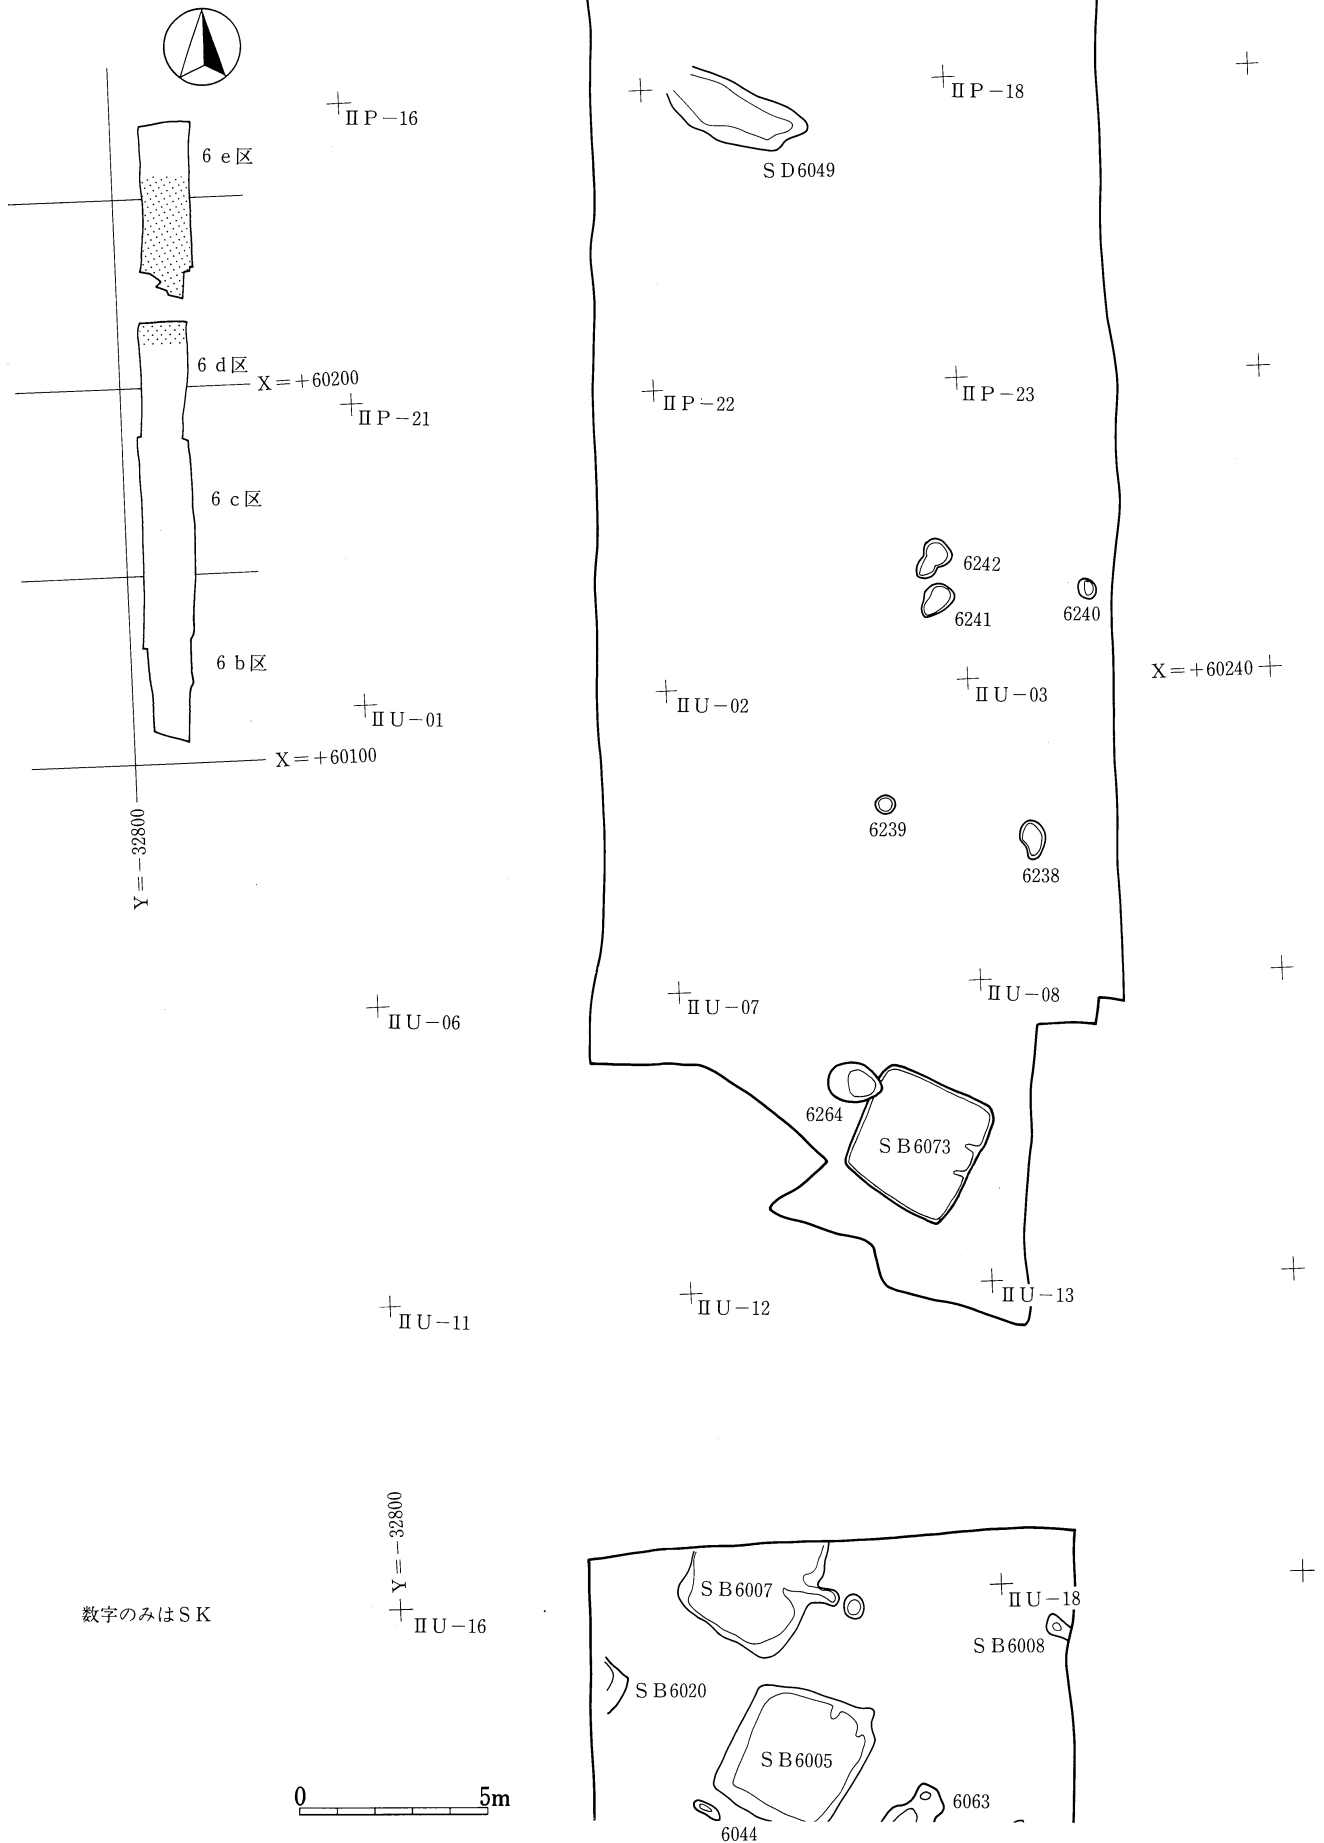 ⅡP-16
ⅡP-18
6e区
SD6049
6d区
X=+60200
ⅡP-21
ⅡP-22
ⅡP-23
6c区
6242
6241
6240
6b区
X=+60240
ⅡU-01
ⅡU-02
ⅡU-03
X=+60100
Y=-32800
6239
6238
ⅡU-06
ⅡU-07
ⅡU-08
6264
SB6073
ⅡU-11
ⅡU-12
ⅡU-13
Y=-32800
数字のみはSK
ⅡU-16
SB6007
ⅡU-18
SB6008
SB6020
SB6005
0 5m
6063
6044